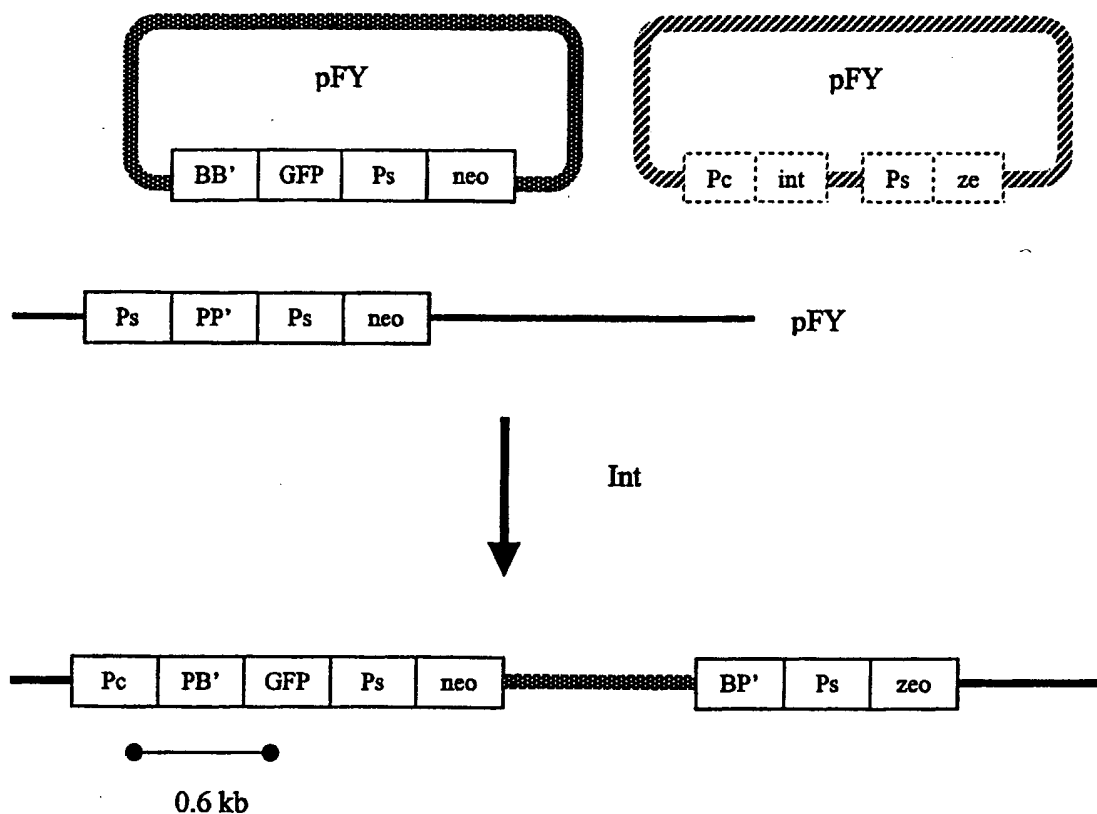 pFY
pFY
BB' GFP Ps neo
Pc int Ps ze
Ps PP' Ps neo
pFY
Int
Pc PB' GFP Ps neo BP' Ps zeo
0.6 kb